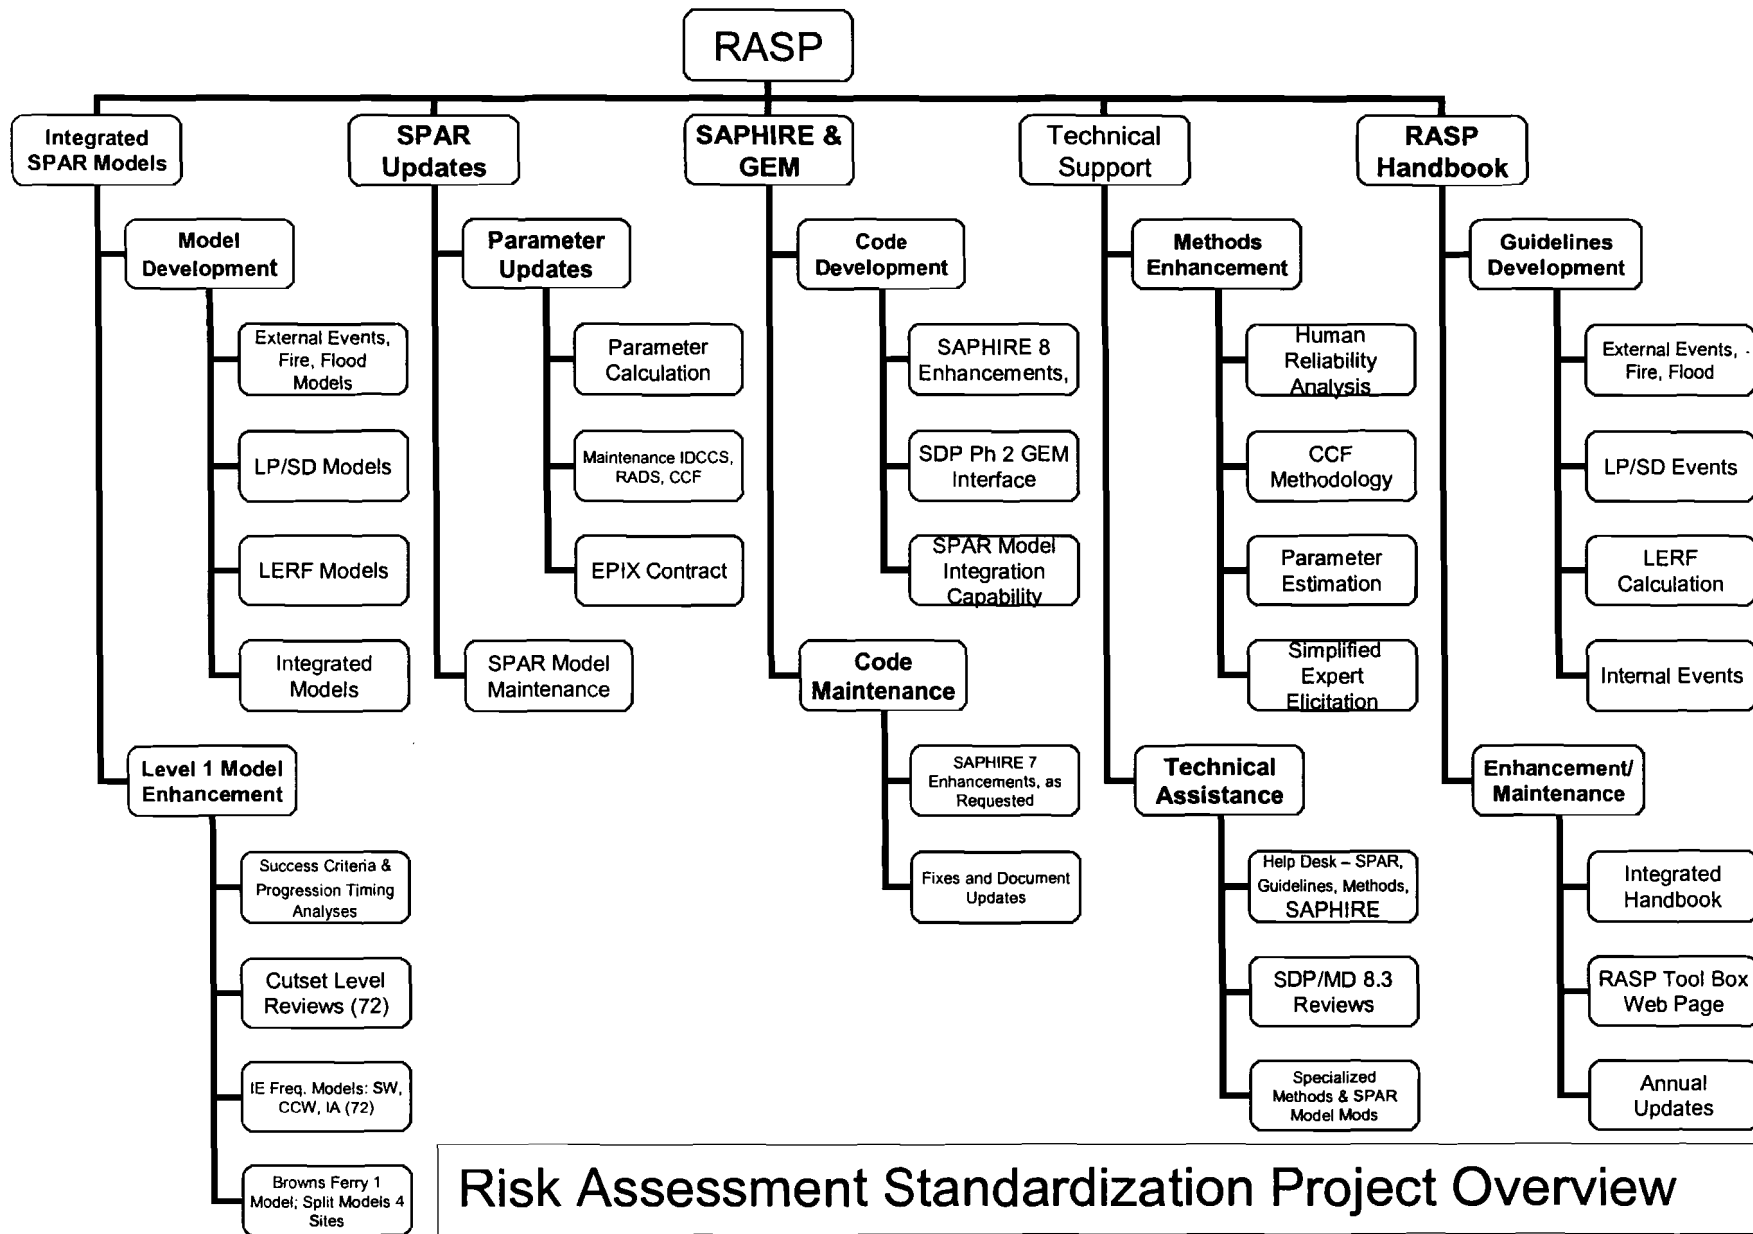 RASP
Integrated
SPAR Models
Model
Development
External Events,
Fire, Flood
Models
LP/SD Models
LERF Models
Integrated
Models
Level 1 Model
Enhancement
Success Criteria &
Progression Timing
Analyses
Cutset Level
Reviews (72)
IE Freq. Models: SW,
CCW, IA (72)
Browns Ferry 1
Model; Split Models 4
Sites
SPAR
Updates
Parameter
Updates
Parameter
Calculation
Maintenance IDCCS,
RADS, CCF
EPIX Contract
SPAR Model
Maintenance
SAPHIRE &
GEM
Code
Development
SAPHIRE 8
Enhancements,
SDP Ph 2 GEM
Interface
SPAR Model
Integration
Capability
Code
Maintenance
SAPHIRE 7
Enhancements, as
Requested
Fixes and Document
Updates
Technical
Support
Methods
Enhancement
Human
Reliability
Analysis
CCF
Methodology
Parameter
Estimation
Simplified
Expert
Elicitation
Technical
Assistance
Help Desk – SPAR,
Guidelines, Methods,
SAPHIRE
SDP/MD 8.3
Reviews
Specialized
Methods & SPAR
Model Mods
RASP
Handbook
Guidelines
Development
External Events,
Fire, Flood
LP/SD Events
LERF
Calculation
Internal Events
Enhancement/
Maintenance
Integrated
Handbook
RASP Tool Box
Web Page
Annual
Updates
Risk Assessment Standardization Project Overview